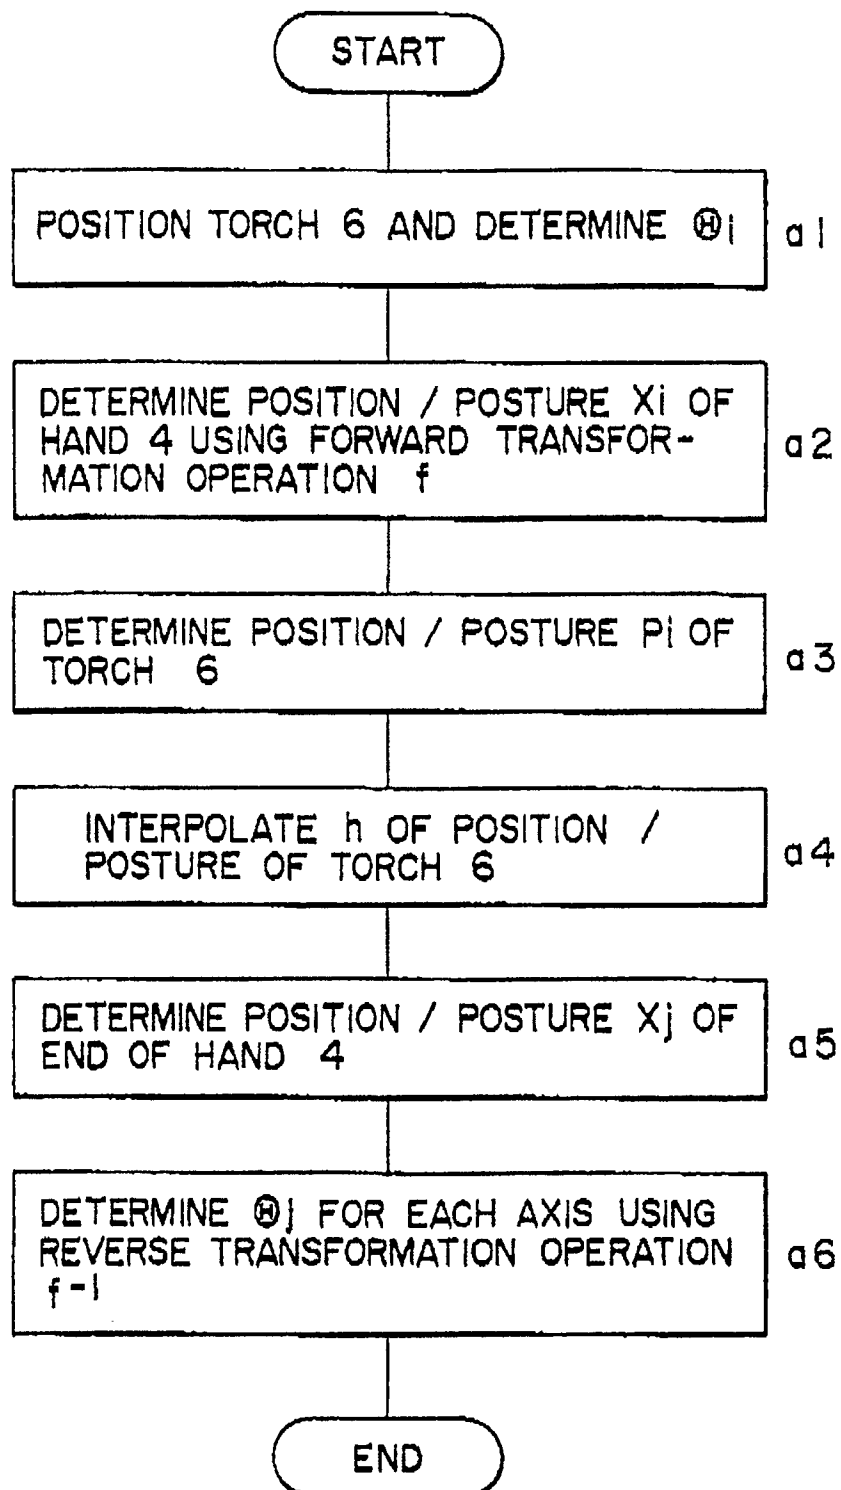 START
POSITION TORCH 6 AND DETERMINE Ⓗi
a1
DETERMINE POSITION / POSTURE Xi OF
HAND 4 USING FORWARD TRANSFOR-
MATION OPERATION f
a2
DETERMINE POSITION / POSTURE Pi OF
TORCH 6
a3
INTERPOLATE h OF POSITION /
POSTURE OF TORCH 6
a4
DETERMINE POSITION / POSTURE Xj OF
END OF HAND 4
a5
DETERMINE Ⓗj FOR EACH AXIS USING
REVERSE TRANSFORMATION OPERATION
f-1
a6
END